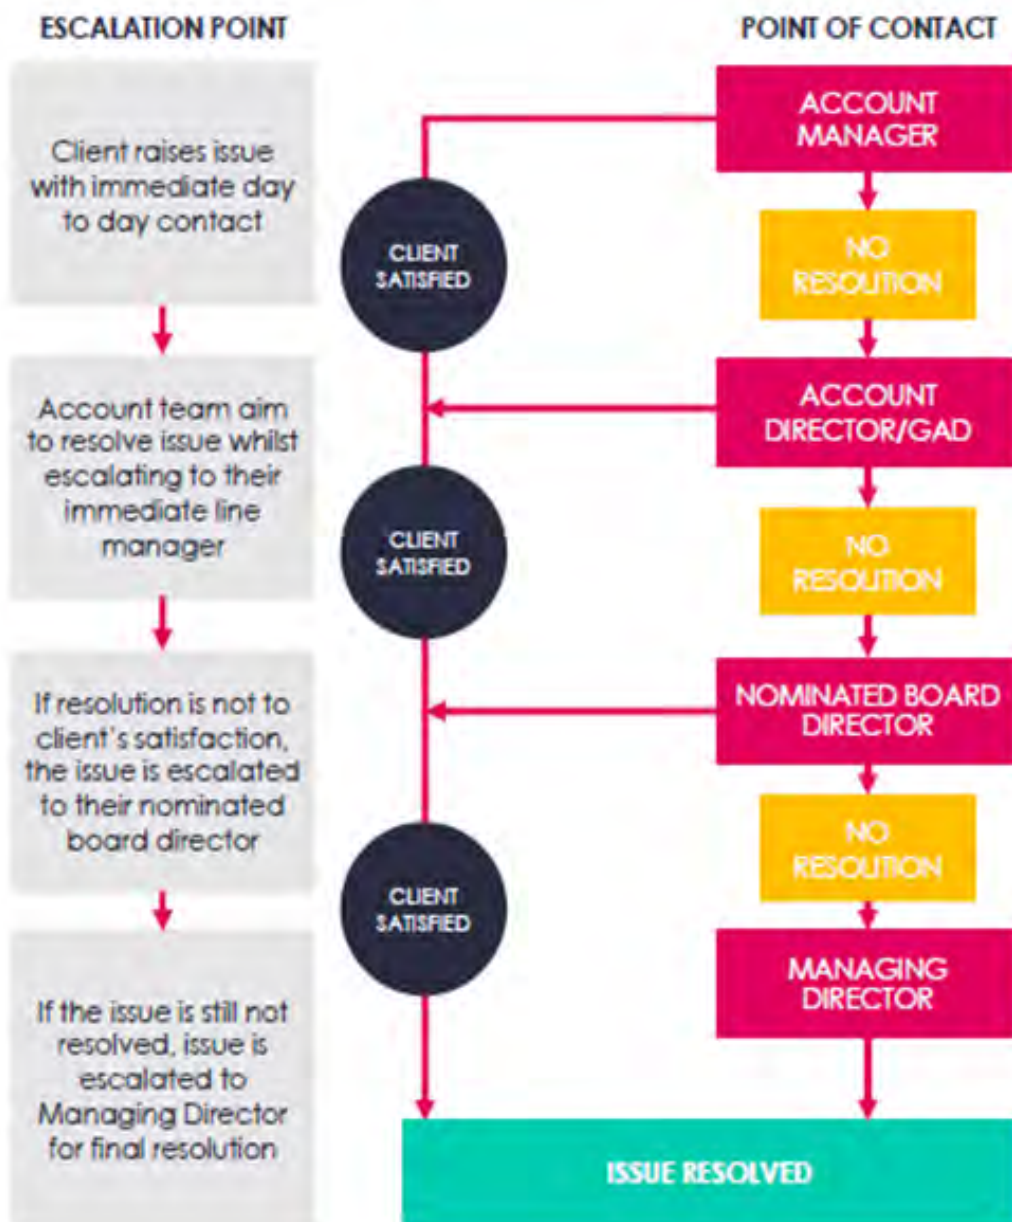 ESCALATION POINT
Client raises issue
with immediate day
to day contact
Account team aim
to resolve issue whilst
escalating to their
immediate line
manager
If resolution is not to
client's satisfaction,
the issue is escalated
to their nominated
board director
If the issue is still not
resolved, issue is
escalated to
Managing Director
for final resolution
CLIENT
SATISFIED
CLIENT
SATISFIED
CLIENT
SATISFIED
POINT OF CONTACT
ACCOUNT
MANAGER
NO
RESOLUTION
ACCOUNT
DIRECTOR/GAD
NO
RESOLUTION
NOMINATED BOARD
DIRECTOR
NO
RESOLUTION
MANAGING
DIRECTOR
ISSUE RESOLVED